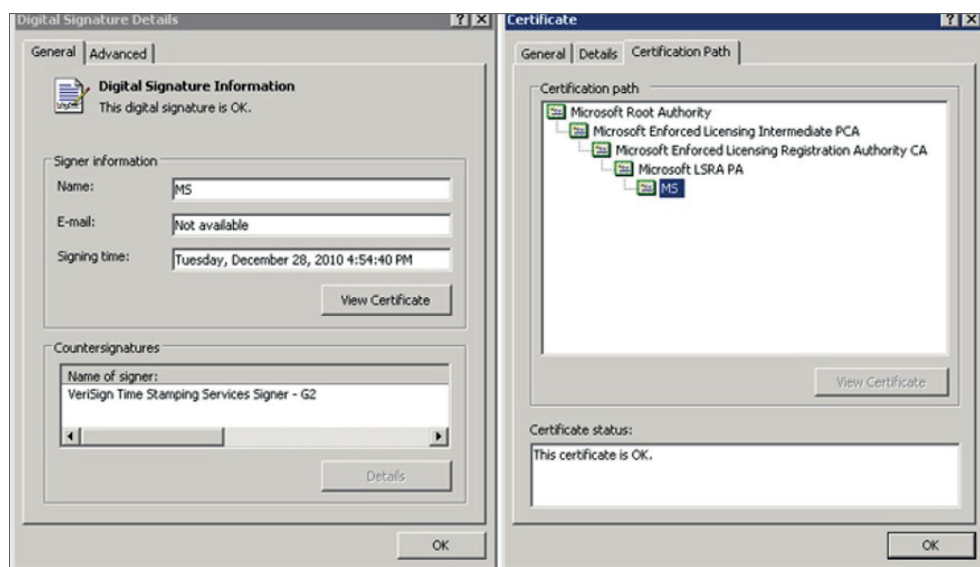 Digital Signature Details
General
Advanced
Digital Signature Information
This digital signature is OK.
Signer information
Name:
MS
E-mail:
Not available
Signing time:
Tuesday, December 28, 2010 4:54:40 PM
View Certificate
Countersignatures
Name of signer:
VeriSign Time Stamping Services Signer - G2
Details
OK
Certificate
General
Details
Certification Path
Certification path
Microsoft Root Authority
Microsoft Enforced Licensing Intermediate PCA
Microsoft Enforced Licensing Registration Authority CA
Microsoft LSRA PA
MS
View Certificate
Certificate status:
This certificate is OK.
OK